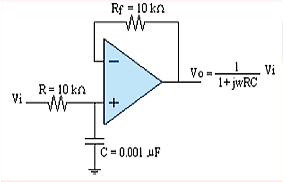 Rf = 10 kΩ
−
Vo = 1 / 1 + jwRC Vi
R = 10 kΩ
Vi
+
C = 0.001 µF